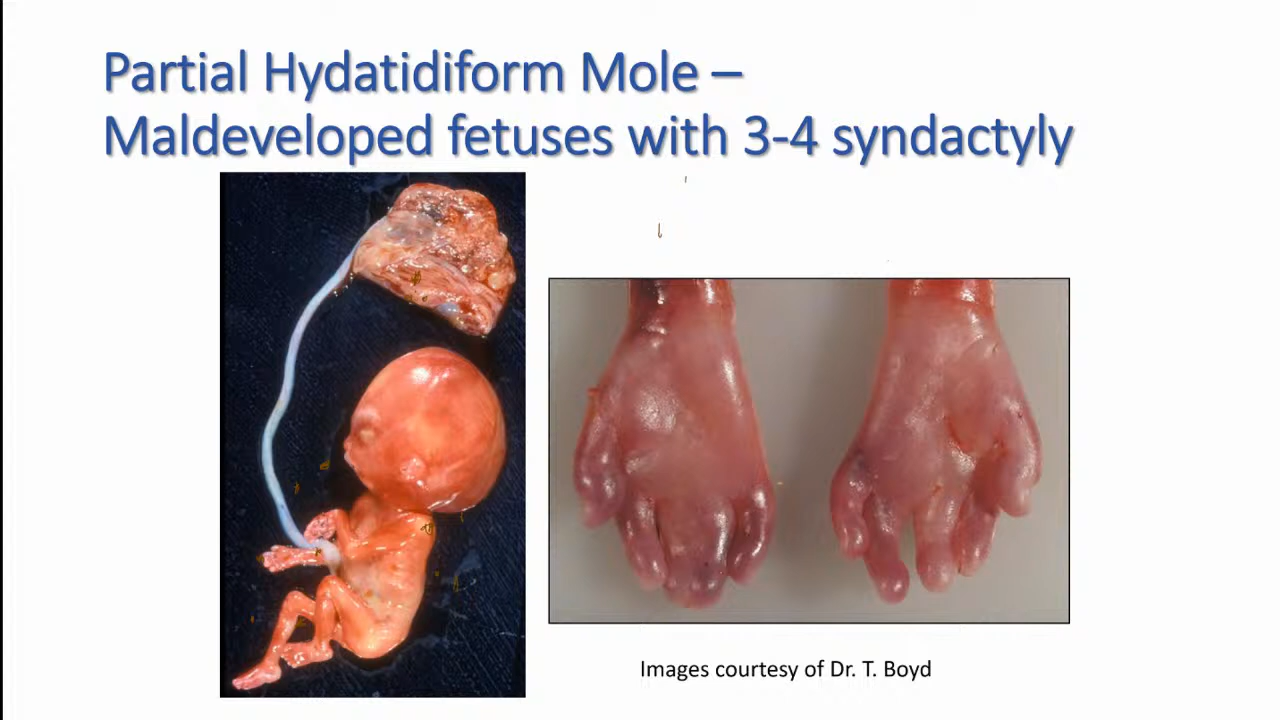 Partial Hydatidiform Mole –
Maldeveloped fetuses with 3-4 syndactyly
Images courtesy of Dr. T. Boyd